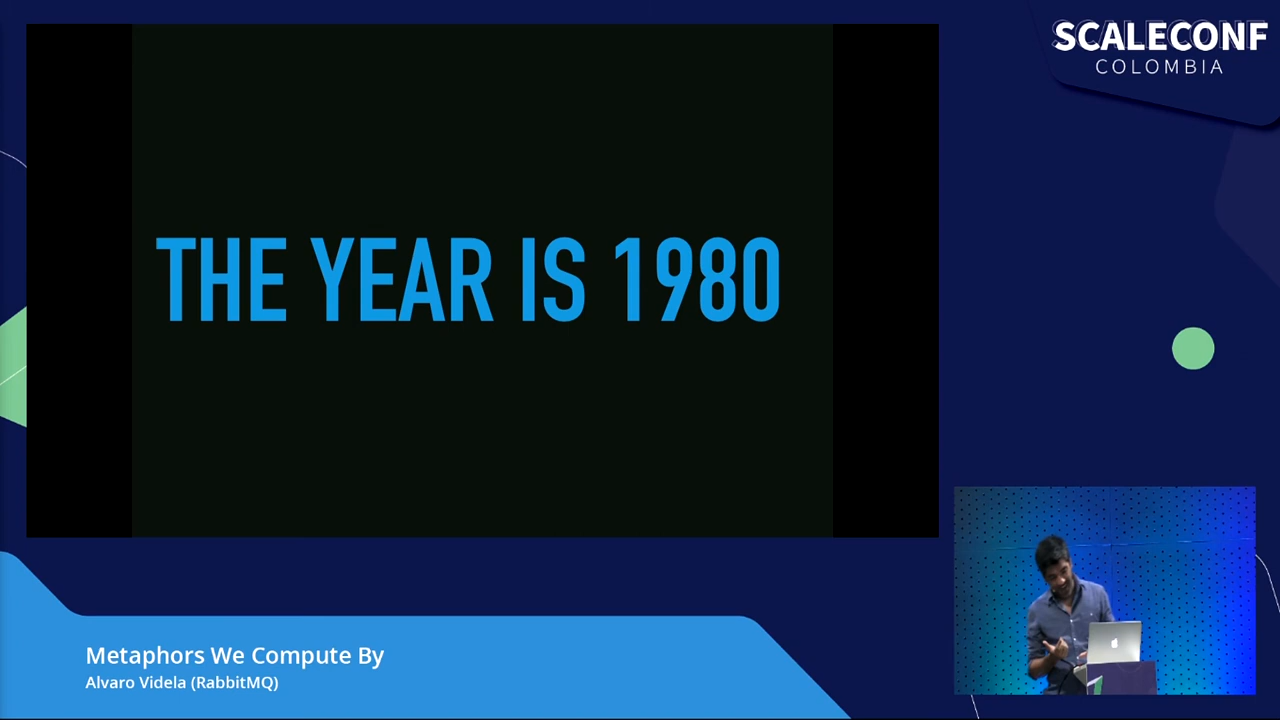 SCALECONF
COLOMBIA
THE YEAR IS 1980
Metaphors We Compute By
Alvaro Videla (RabbitMQ)